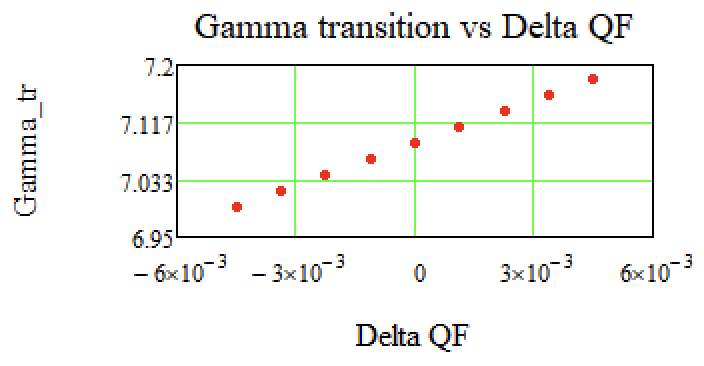 Gamma transition vs Delta QF
Gamma_tr
7.2
7.117
7.033
6.95
− 6×10⁻³ − 3×10⁻³ 0 3×10⁻³ 6×10⁻³
Delta QF